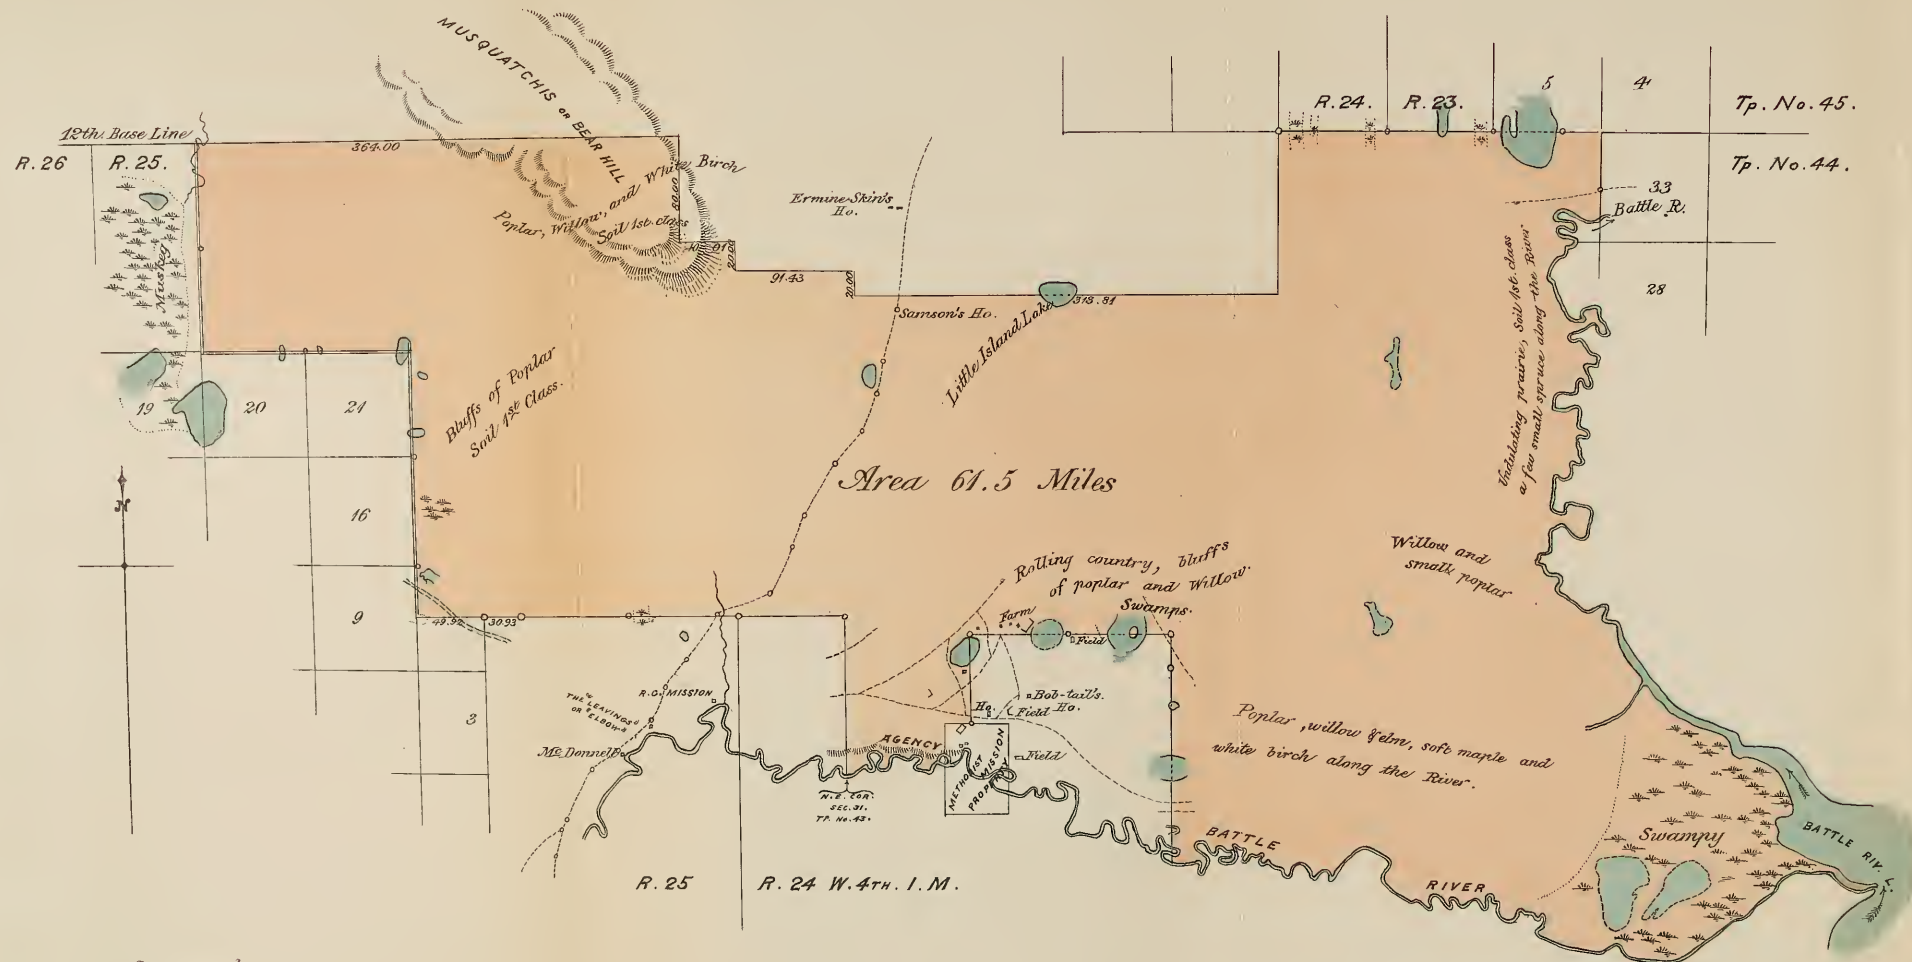 MUSQUATCHIS OR BEAR HILL
12th. Base Line
R. 26
R. 25.
364.00
R. 24.
R. 23.
5
4
Tp. No. 45.
Tp. No. 44.
33
Battle R.
28
Muskeg
Poplar, Willow, and White Birch
Soil 1st. class
80.00
20.00
91.43
20.00
Ermine Skin's
Ho.
Samson's Ho.
318.81
Little Island Lake
Undulating prairie, Soil 1st. class
a few small spruce along the River
19
20
21
Bluffs of Poplar
Soil 1st Class.
N
16
Area 61.5 Miles
Willow and
small poplar
Rolling country, bluffs
of poplar and Willow.
Swamps.
9
49.92
30.93
Farm
Field
R.C. MISSION
"THE LEAVINGS"
OR "ELBOW"
3
McDonnell
Ho.
Bob-tail's.
Ho.
Field
AGENCY
METHODIST MISSION
PROPERTY
Field
N.E. COR.
SEC. 31.
TP. No. 43.
Poplar, willow & elm, soft maple and
white birch along the River.
Swampy
BATTLE RIV. L.
BATTLE RIVER
R. 25
R. 24 W. 4TH. I. M.